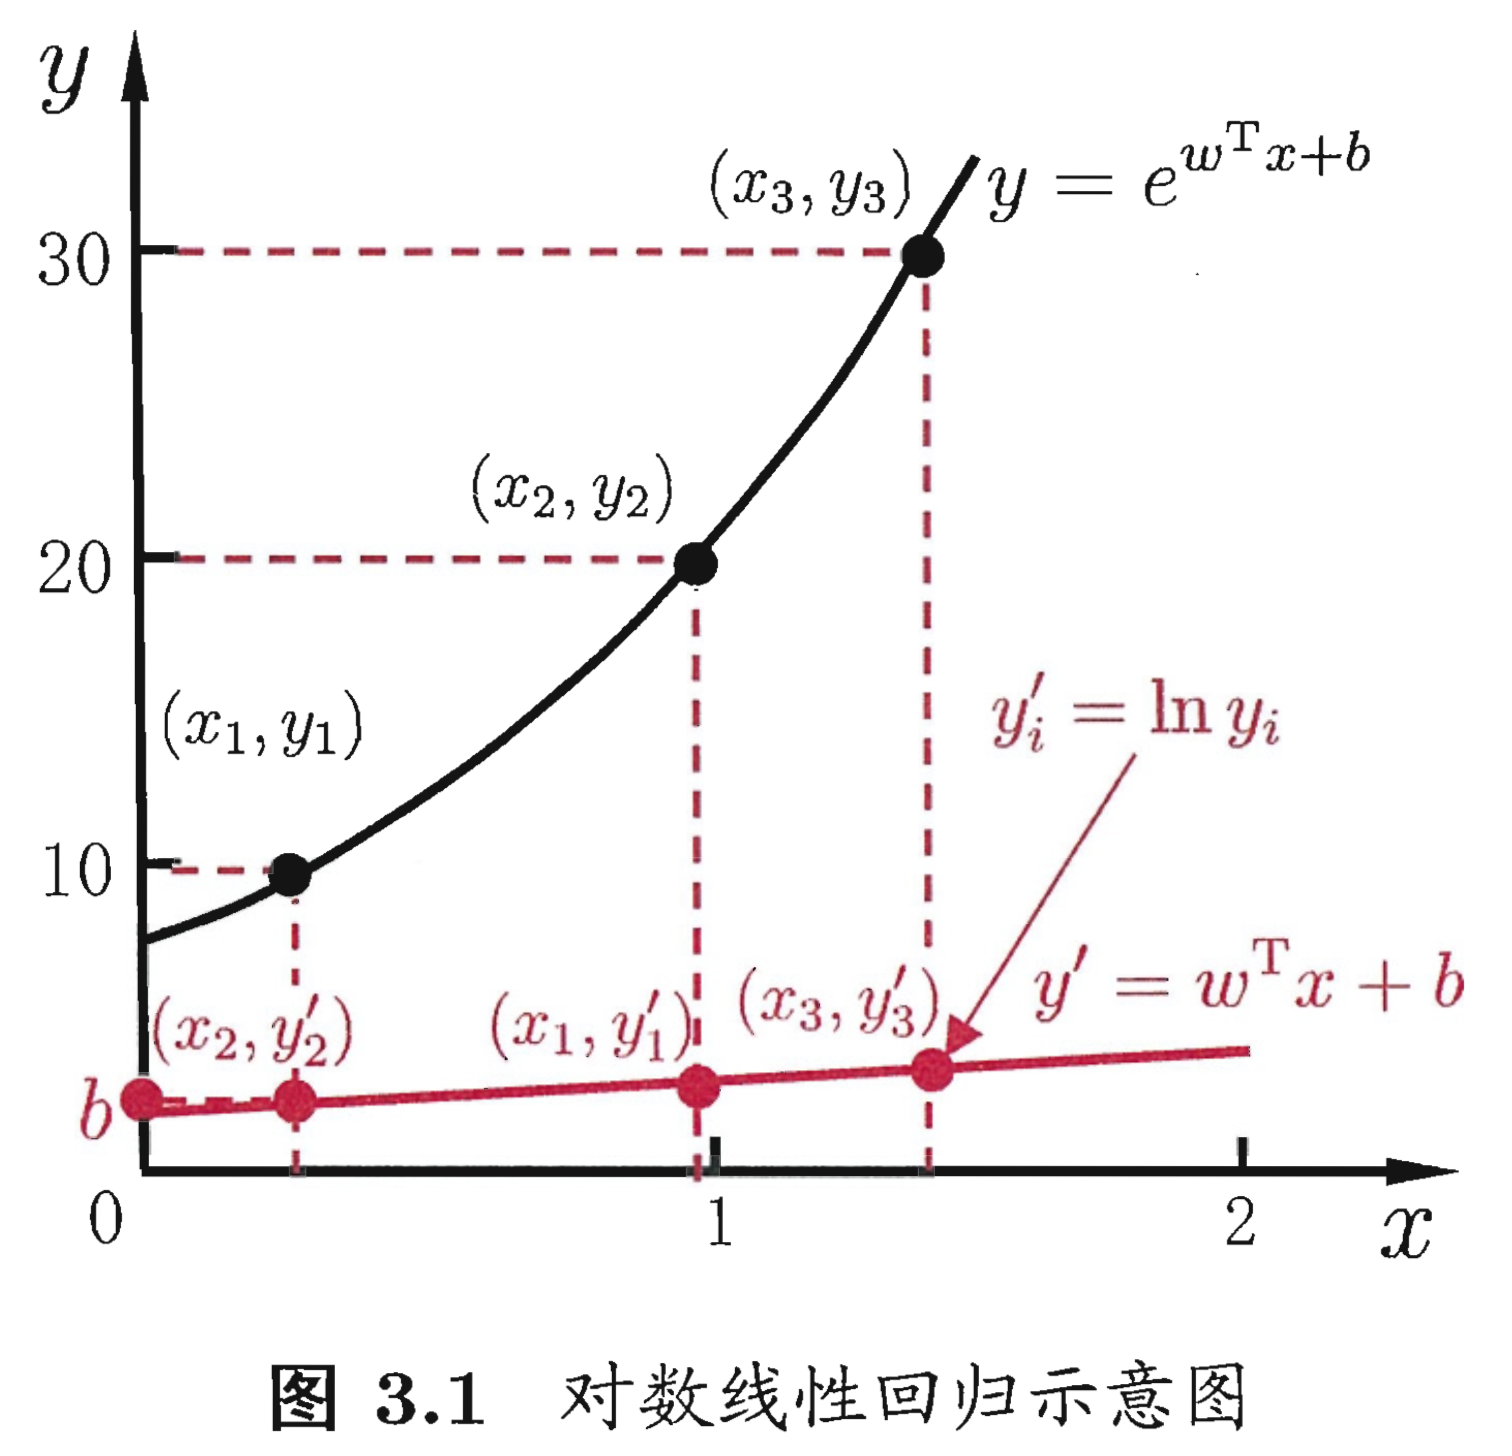 y
(x₃, y₃)
y = e^{wᵀx+b}
30
(x₂, y₂)
20
(x₁, y₁)
y′ᵢ = ln yᵢ
10
(x₂, y′₂)
(x₁, y′₁)
(x₃, y′₃)
y′ = wᵀx + b
b
0
1
2
x
图 3.1 对数线性回归示意图